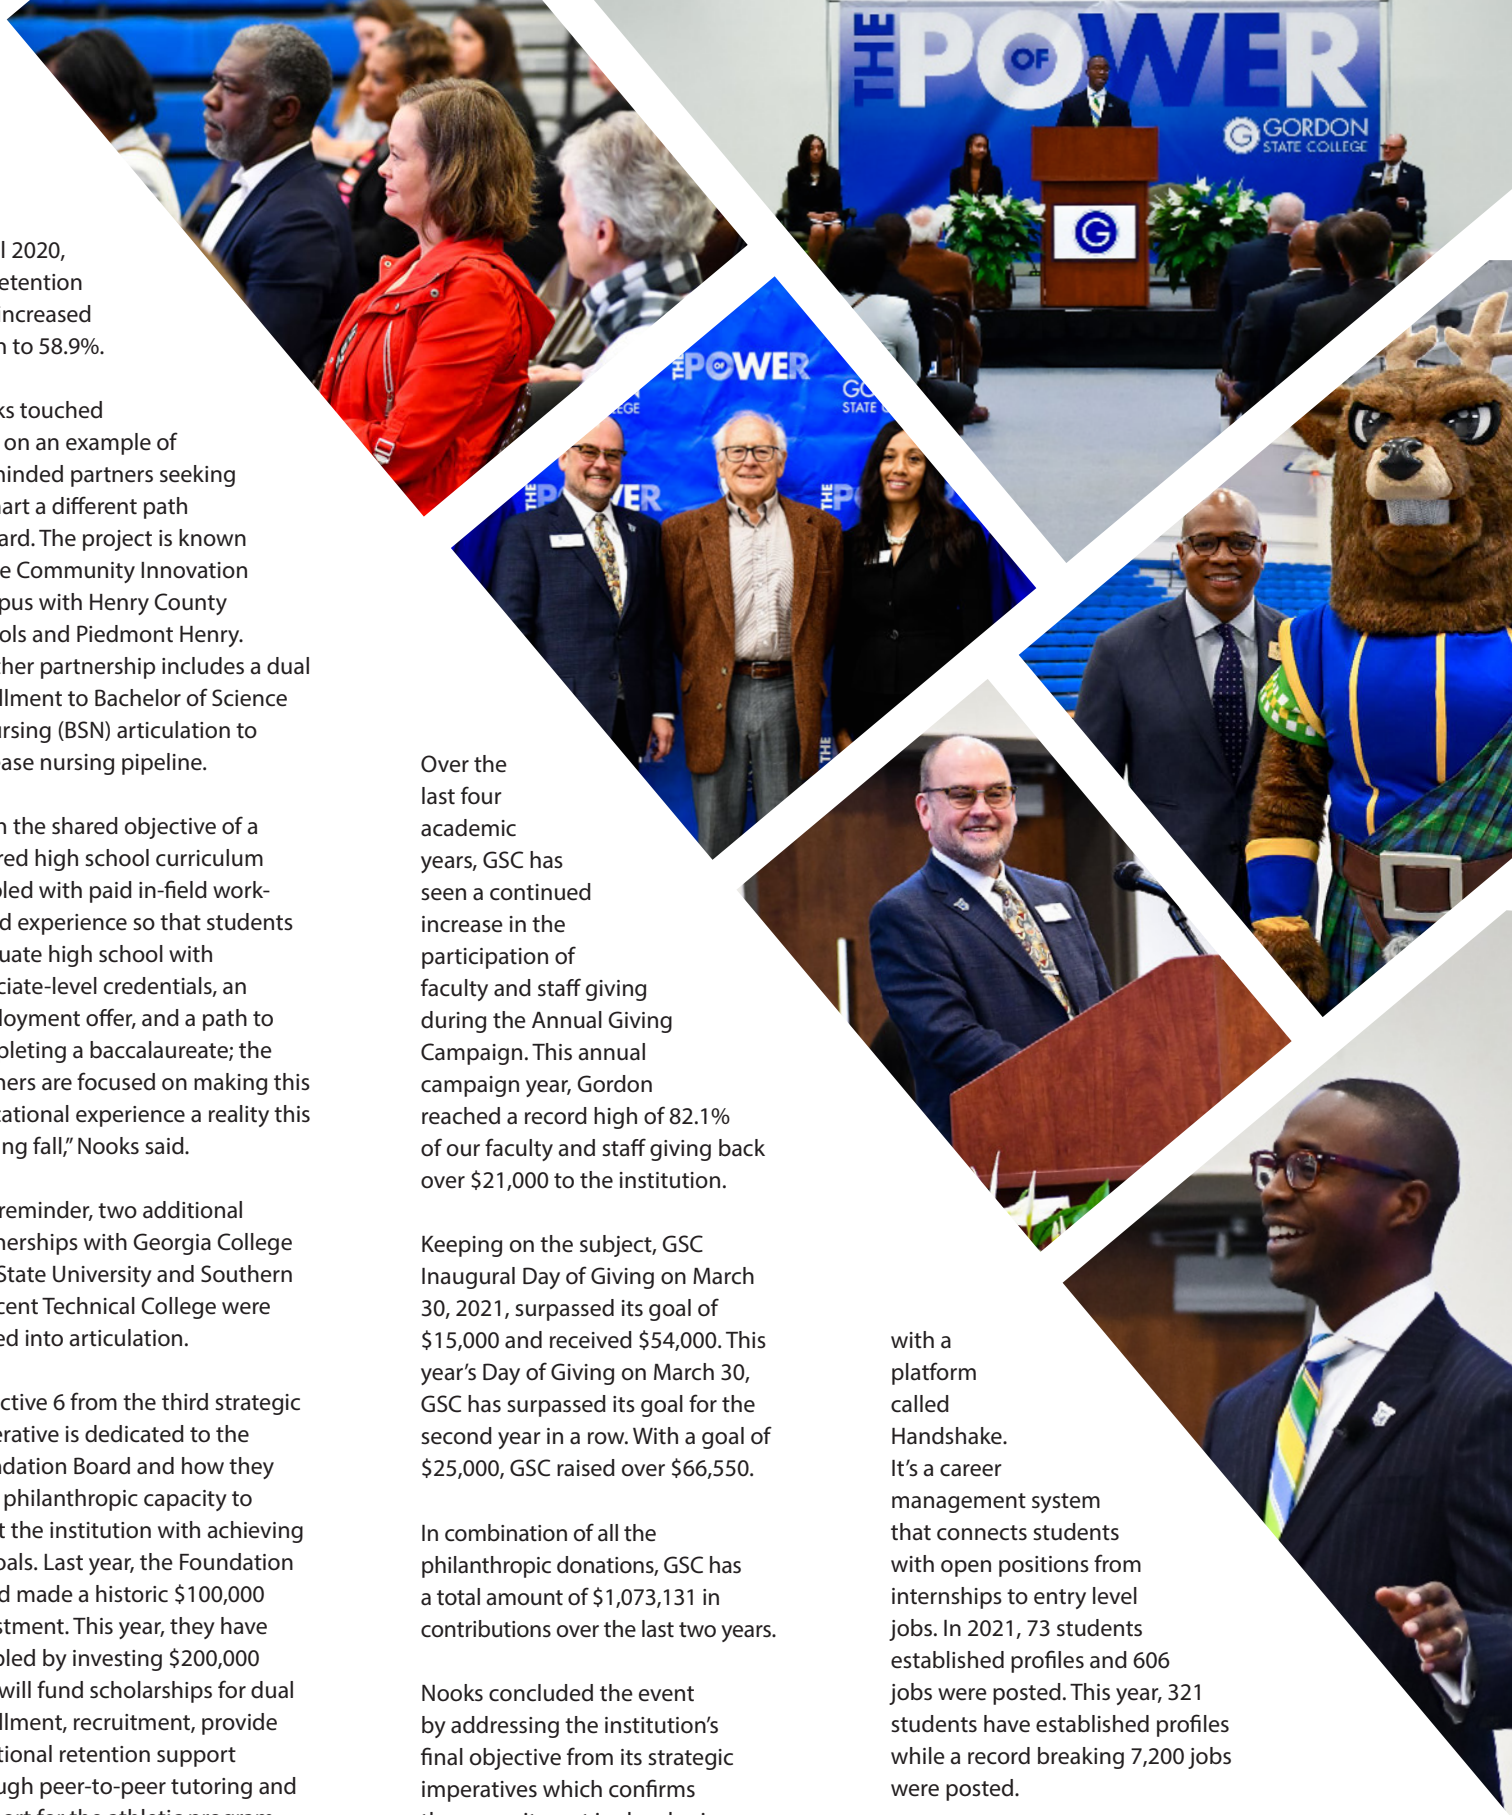 THE POWER
OF
GORDON
STATE COLLEGE
G
THE POWER
OF
STATE
l 2020,
etention
increased
n to 58.9%.
ks touched
on an example of
minded partners seeking
art a different path
ard. The project is known
e Community Innovation
pus with Henry County
ols and Piedmont Henry.
her partnership includes a dual
llment to Bachelor of Science
ursing (BSN) articulation to
ase nursing pipeline.
n the shared objective of a
red high school curriculum
pled with paid in-field work-
d experience so that students
uate high school with
ciate-level credentials, an
loyment offer, and a path to
pleting a baccalaureate; the
ners are focused on making this
cational experience a reality this
ng fall,” Nooks said.
reminder, two additional
nerships with Georgia College
State University and Southern
cent Technical College were
ed into articulation.
ctive 6 from the third strategic
erative is dedicated to the
ndation Board and how they
philanthropic capacity to
t the institution with achieving
oals. Last year, the Foundation
d made a historic $100,000
stment. This year, they have
bled by investing $200,000
will fund scholarships for dual
llment, recruitment, provide
tional retention support
ugh peer-to-peer tutoring and
Over the
last four
academic
years, GSC has
seen a continued
increase in the
participation of
faculty and staff giving
during the Annual Giving
Campaign. This annual
campaign year, Gordon
reached a record high of 82.1%
of our faculty and staff giving back
over $21,000 to the institution.
Keeping on the subject, GSC
Inaugural Day of Giving on March
30, 2021, surpassed its goal of
$15,000 and received $54,000. This
year’s Day of Giving on March 30,
GSC has surpassed its goal for the
second year in a row. With a goal of
$25,000, GSC raised over $66,550.
In combination of all the
philanthropic donations, GSC has
a total amount of $1,073,131 in
contributions over the last two years.
Nooks concluded the event
by addressing the institution’s
final objective from its strategic
imperatives which confirms
with a
platform
called
Handshake.
It’s a career
management system
that connects students
with open positions from
internships to entry level
jobs. In 2021, 73 students
established profiles and 606
jobs were posted. This year, 321
students have established profiles
while a record breaking 7,200 jobs
were posted.